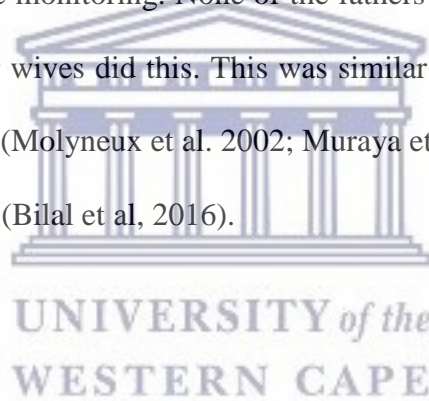 e monitoring. None of the fathers
wives did this. This was similar
(Molyneux et al. 2002; Muraya et
(Bilal et al, 2016).
UNIVERSITY of the
WESTERN CAPE